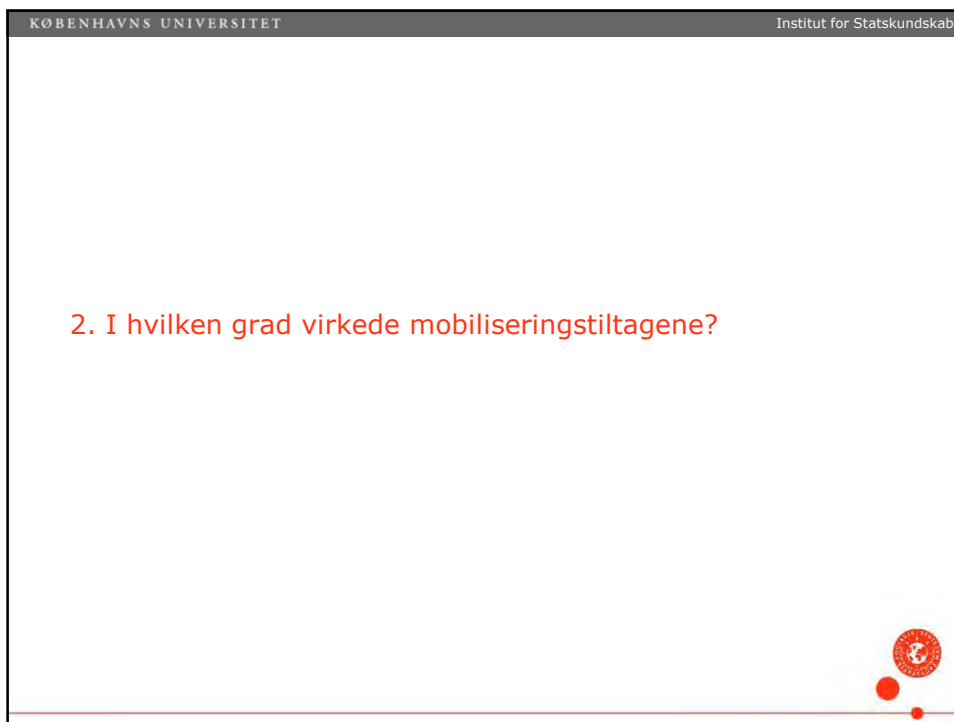 KØBENHAVNS UNIVERSITET
Institut for Statskundskab
2. I hvilken grad virkede mobiliseringstiltagene?